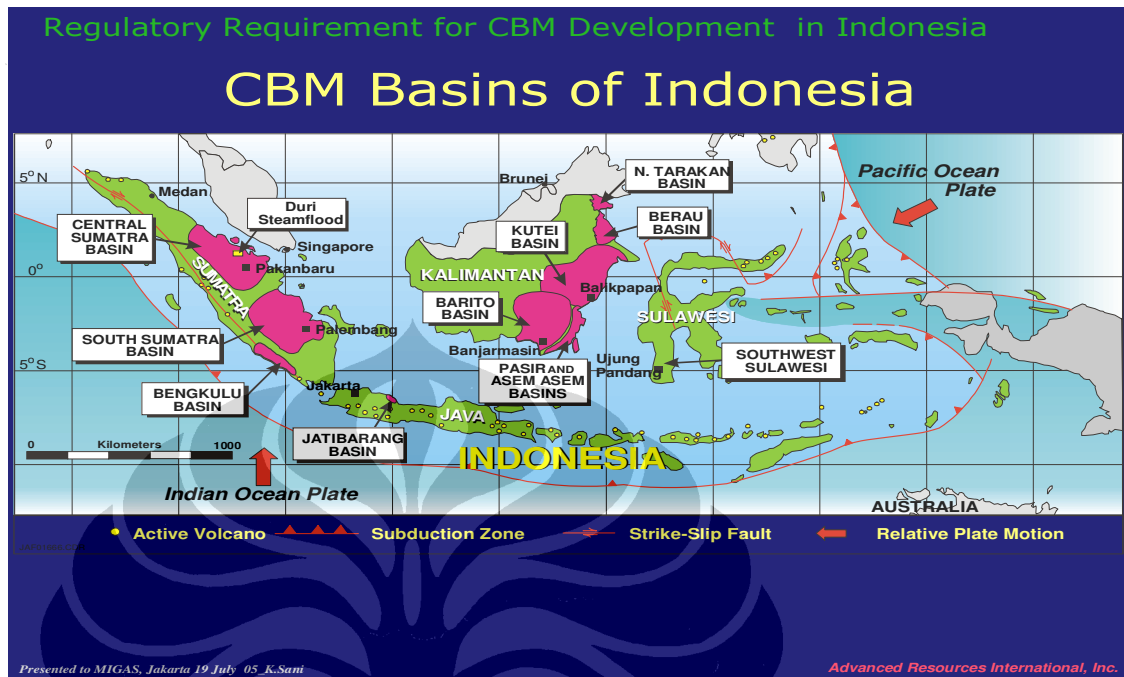 Regulatory Requirement for CBM Development in Indonesia
CBM Basins of Indonesia
5° N
0°
5° S
Medan
Duri
Steamflood
CENTRAL
SUMATRA
BASIN
Singapore
Pakanbaru
SUMATRA
Palembang
SOUTH SUMATRA
BASIN
BENGKULU
BASIN
Jakarta
JATIBARANG
BASIN
JAVA
0 Kilometers 1000
Indian Ocean Plate
INDONESIA
Brunei
N. TARAKAN
BASIN
BERAU
BASIN
KUTEI
BASIN
KALIMANTAN
Balikpapan
BARITO
BASIN
Banjarmasin
PASIR AND
ASEM ASEM
BASINS
SULAWESI
Ujung
Pandang
SOUTHWEST
SULAWESI
Pacific Ocean
Plate
AUSTRALIA
Active Volcano
Subduction Zone
Strike-Slip Fault
Relative Plate Motion
Presented to MIGAS, Jakarta 19 July 05_K.Sani
Advanced Resources International, Inc.